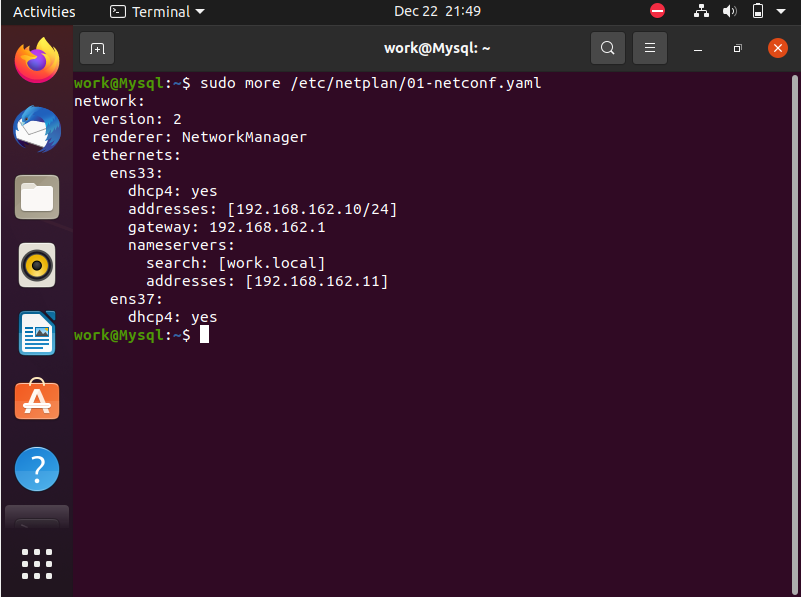 Activities Terminal Dec 22 21:49
work@Mysql: ~
work@Mysql:~$ sudo more /etc/netplan/01-netconf.yaml
network:
  version: 2
  renderer: NetworkManager
  ethernets:
    ens33:
      dhcp4: yes
      addresses: [192.168.162.10/24]
      gateway: 192.168.162.1
      nameservers:
        search: [work.local]
        addresses: [192.168.162.11]
    ens37:
      dhcp4: yes
work@Mysql:~$